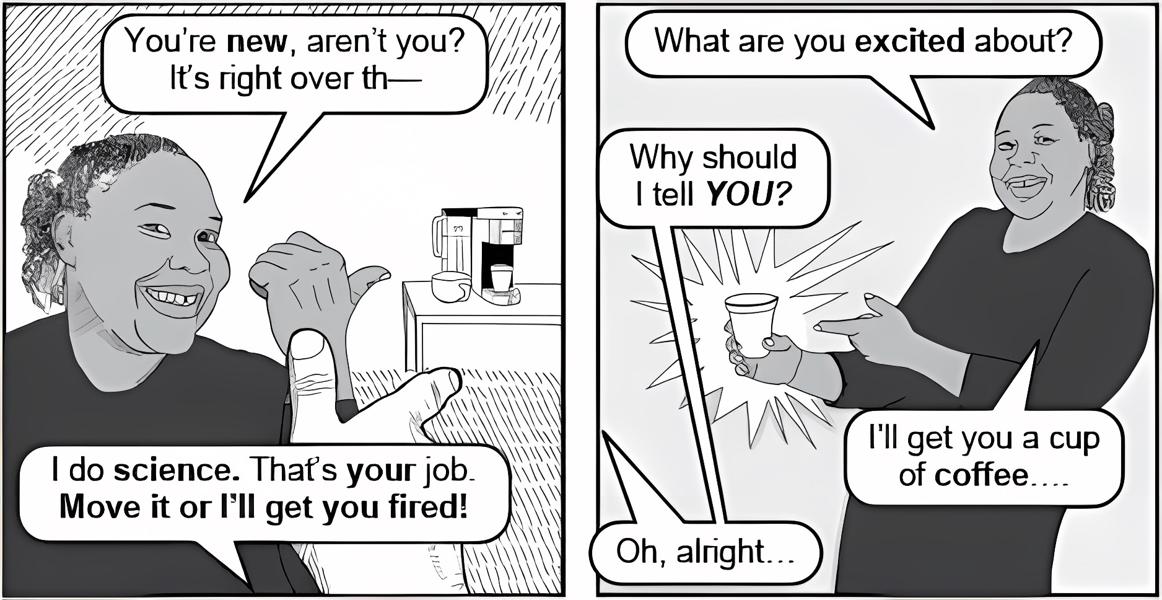 You're new, aren't you?
It's right over th—
I do science. That's your job.
Move it or I'll get you fired!
What are you excited about?
Why should
I tell YOU?
I'll get you a cup
of coffee....
Oh, alright...